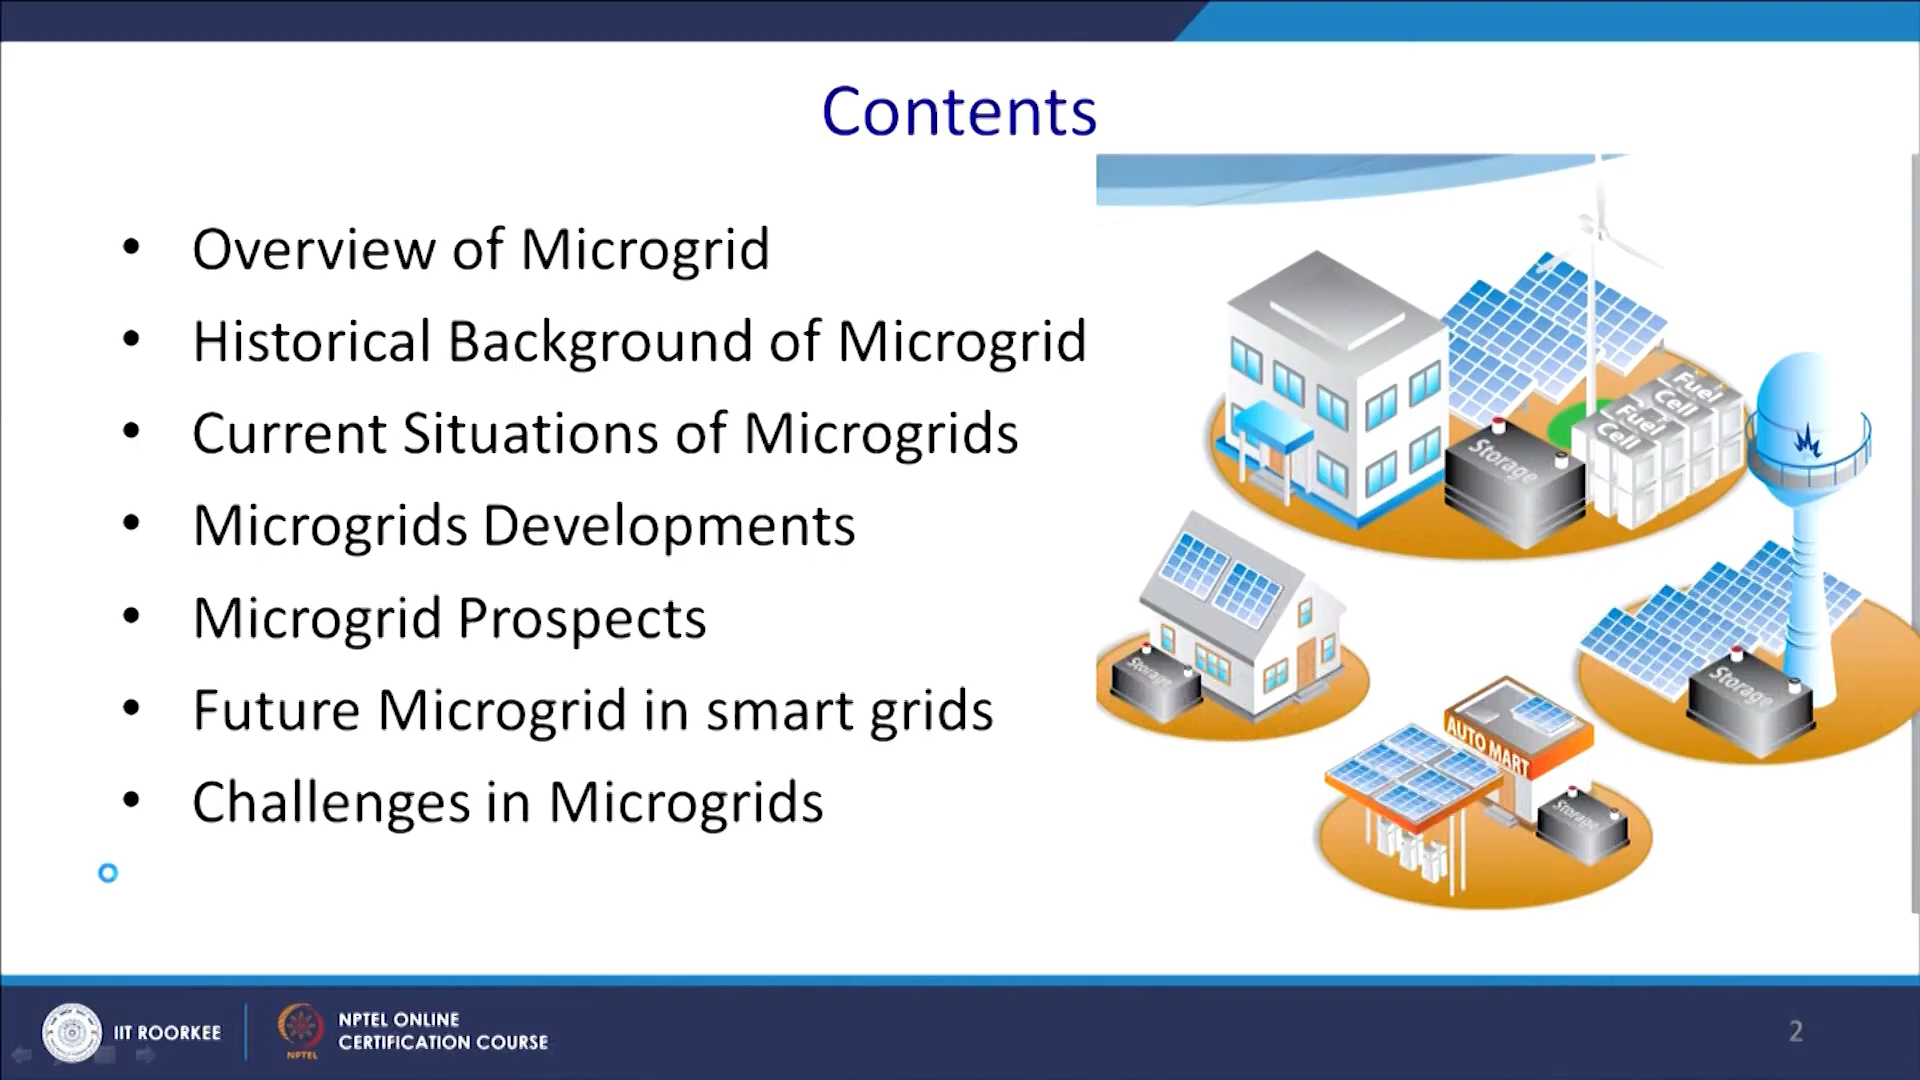 Contents
• Overview of Microgrid
• Historical Background of Microgrid
• Current Situations of Microgrids
• Microgrids Developments
• Microgrid Prospects
• Future Microgrid in smart grids
• Challenges in Microgrids
Fuel
Cell
Fuel
Cell
Storage
Storage
Storage
AUTO MART
Storage
IIT ROORKEE
NPTEL
NPTEL ONLINE
CERTIFICATION COURSE
2